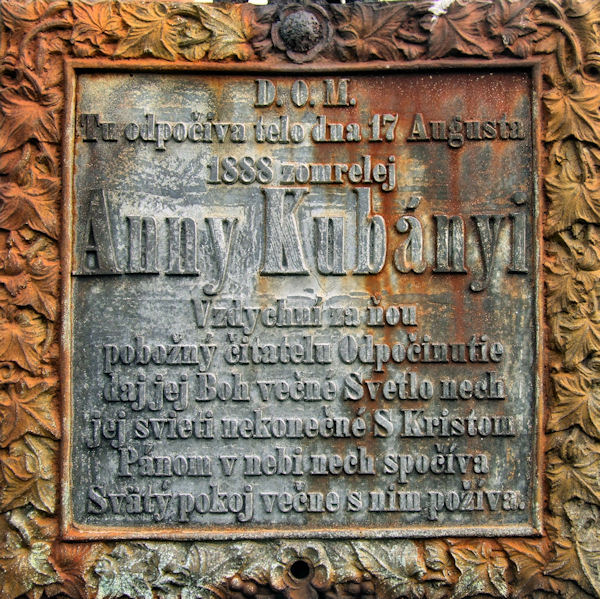 D. O. M.
Tu odpočíva telo dna 17 Augusta
1888 zomrelej
Anny Kubányi
Vzdychni za ňou
pobožný čitatelu Odpočinutie
daj jej Boh večné Svetlo nech
jej svieti nekonečné S Kristom
Pánom v nebi nech spočíva
Svätý pokoj večne s ním požíva.